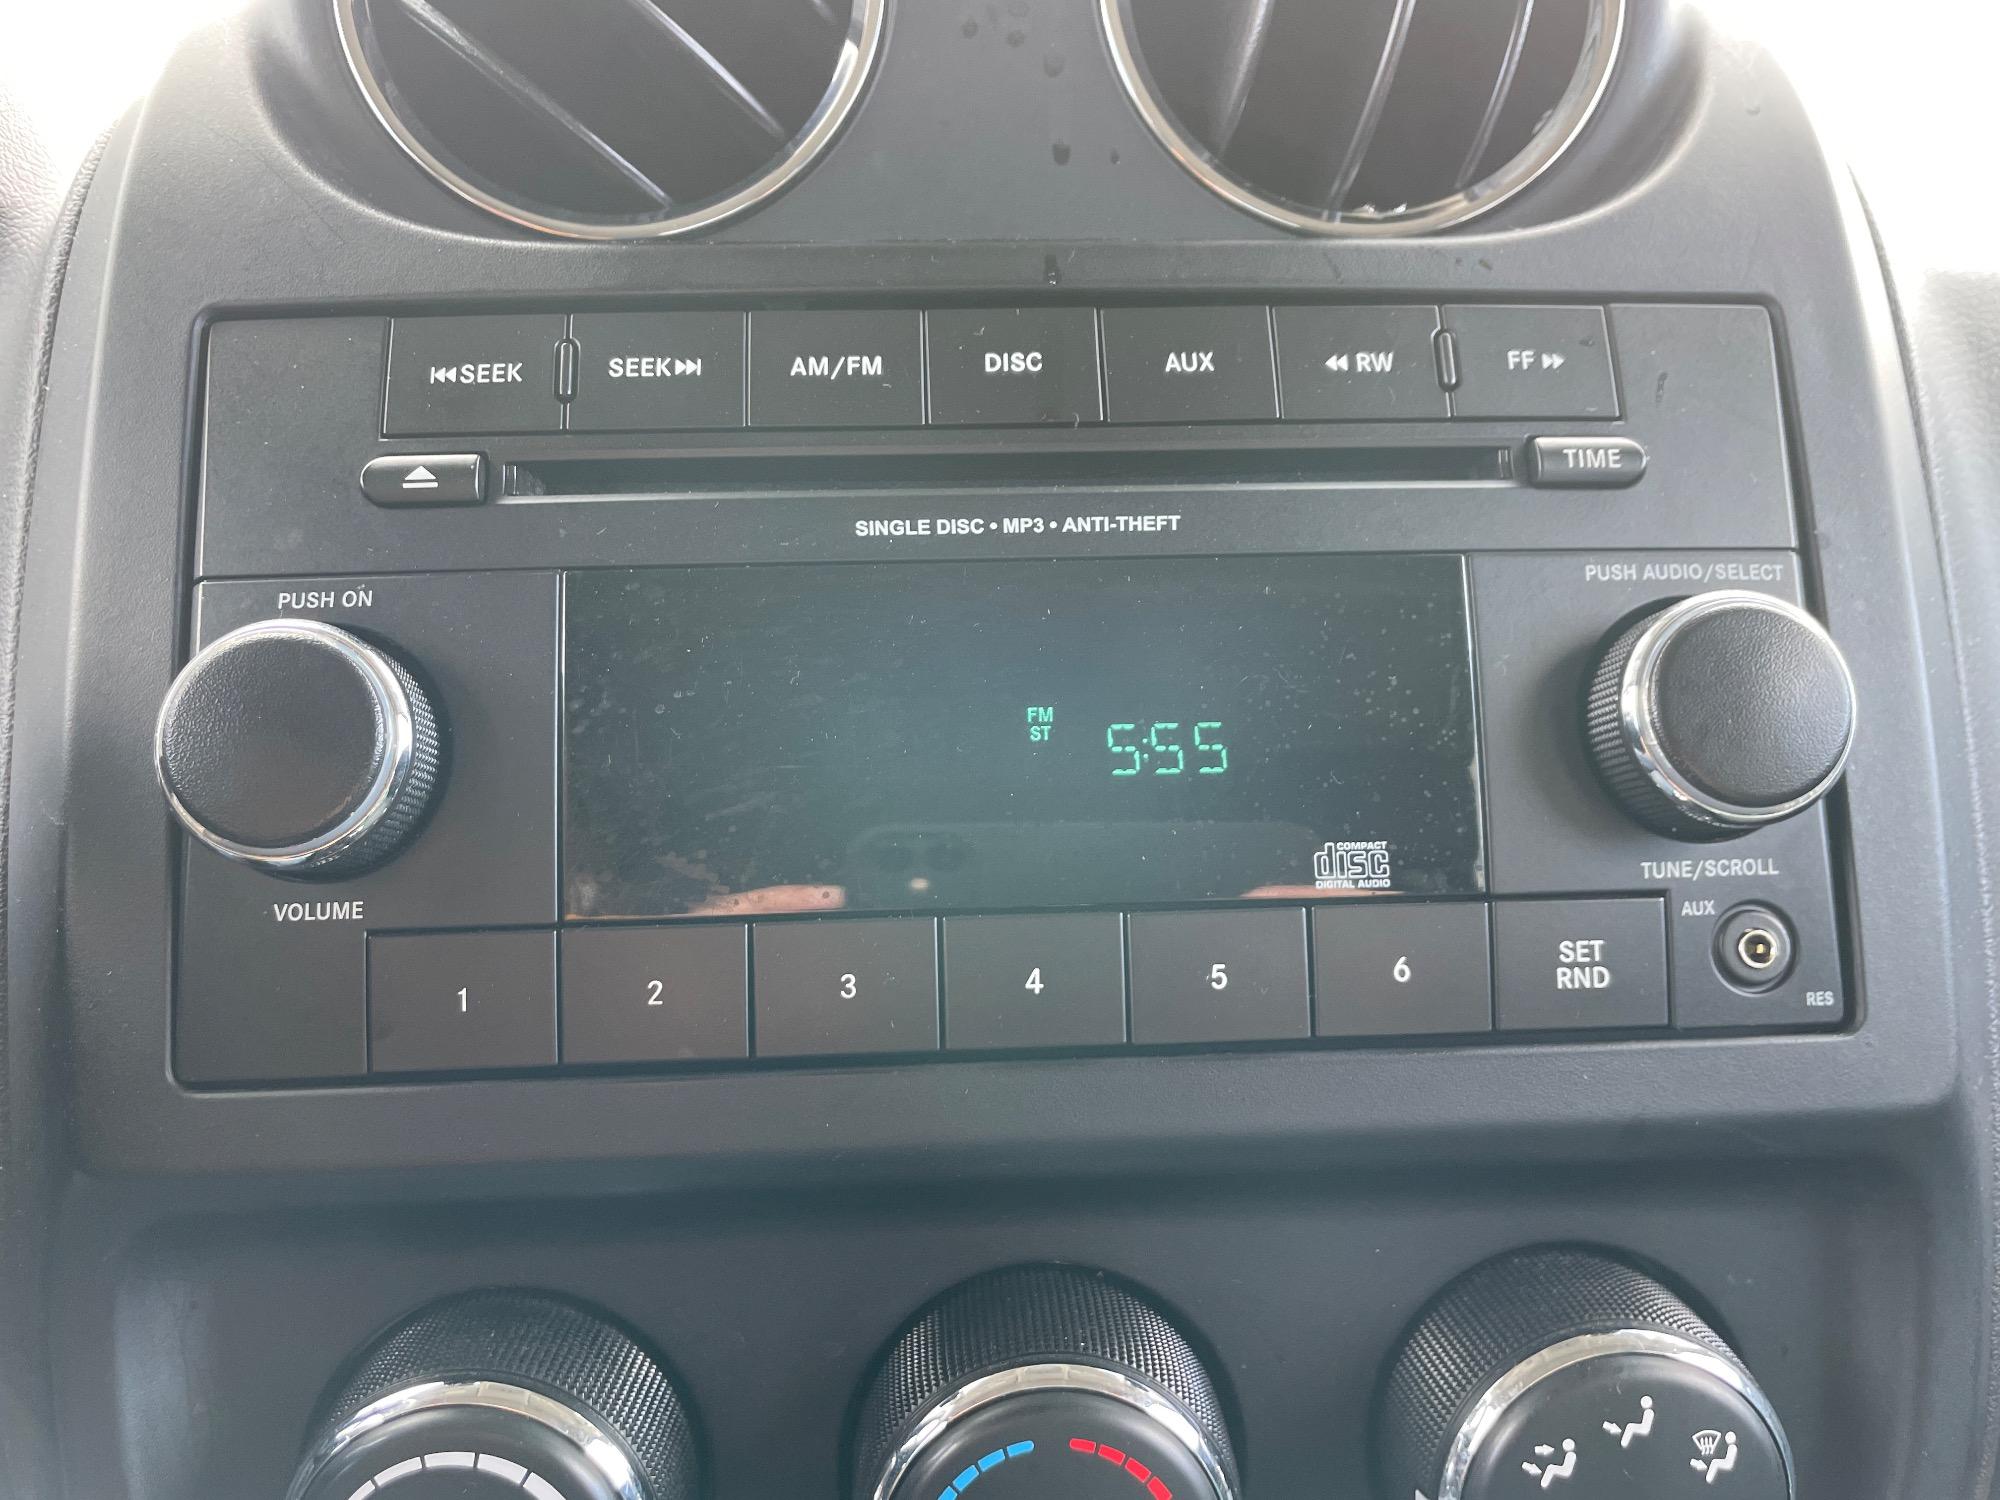 SEEK SEEK AM/FM DISC AUX RW FF
TIME
SINGLE DISC • MP3 • ANTI-THEFT
PUSH ON
PUSH AUDIO/SELECT
FM
ST
5:55
COMPACT
disc
DIGITAL AUDIO
VOLUME
TUNE/SCROLL
AUX
1 2 3 4 5 6
SET
RND
RES